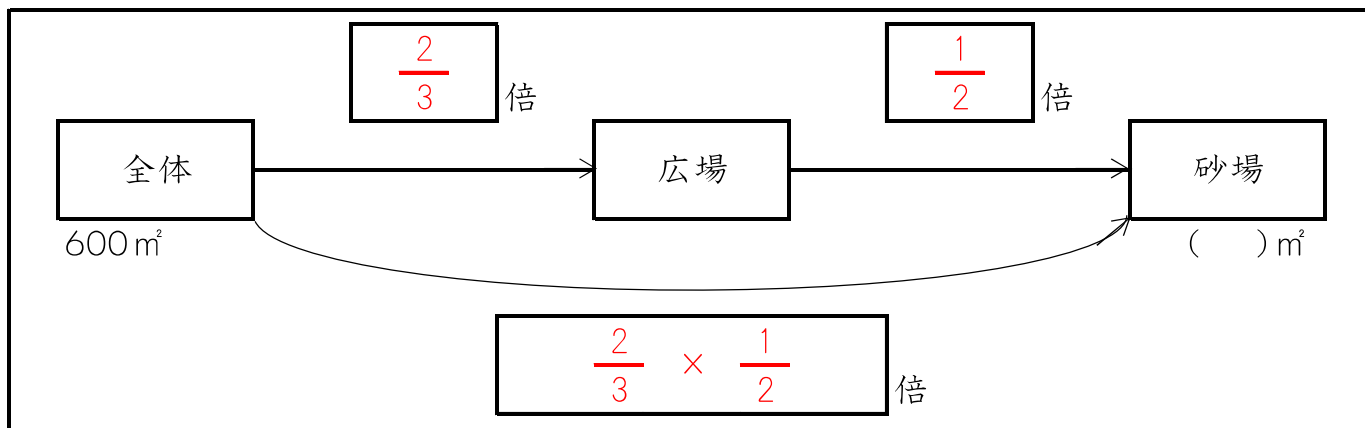 2/3 倍 1/2 倍
全体 広場 砂場
600㎡ (　　)㎡
2/3 × 1/2 倍